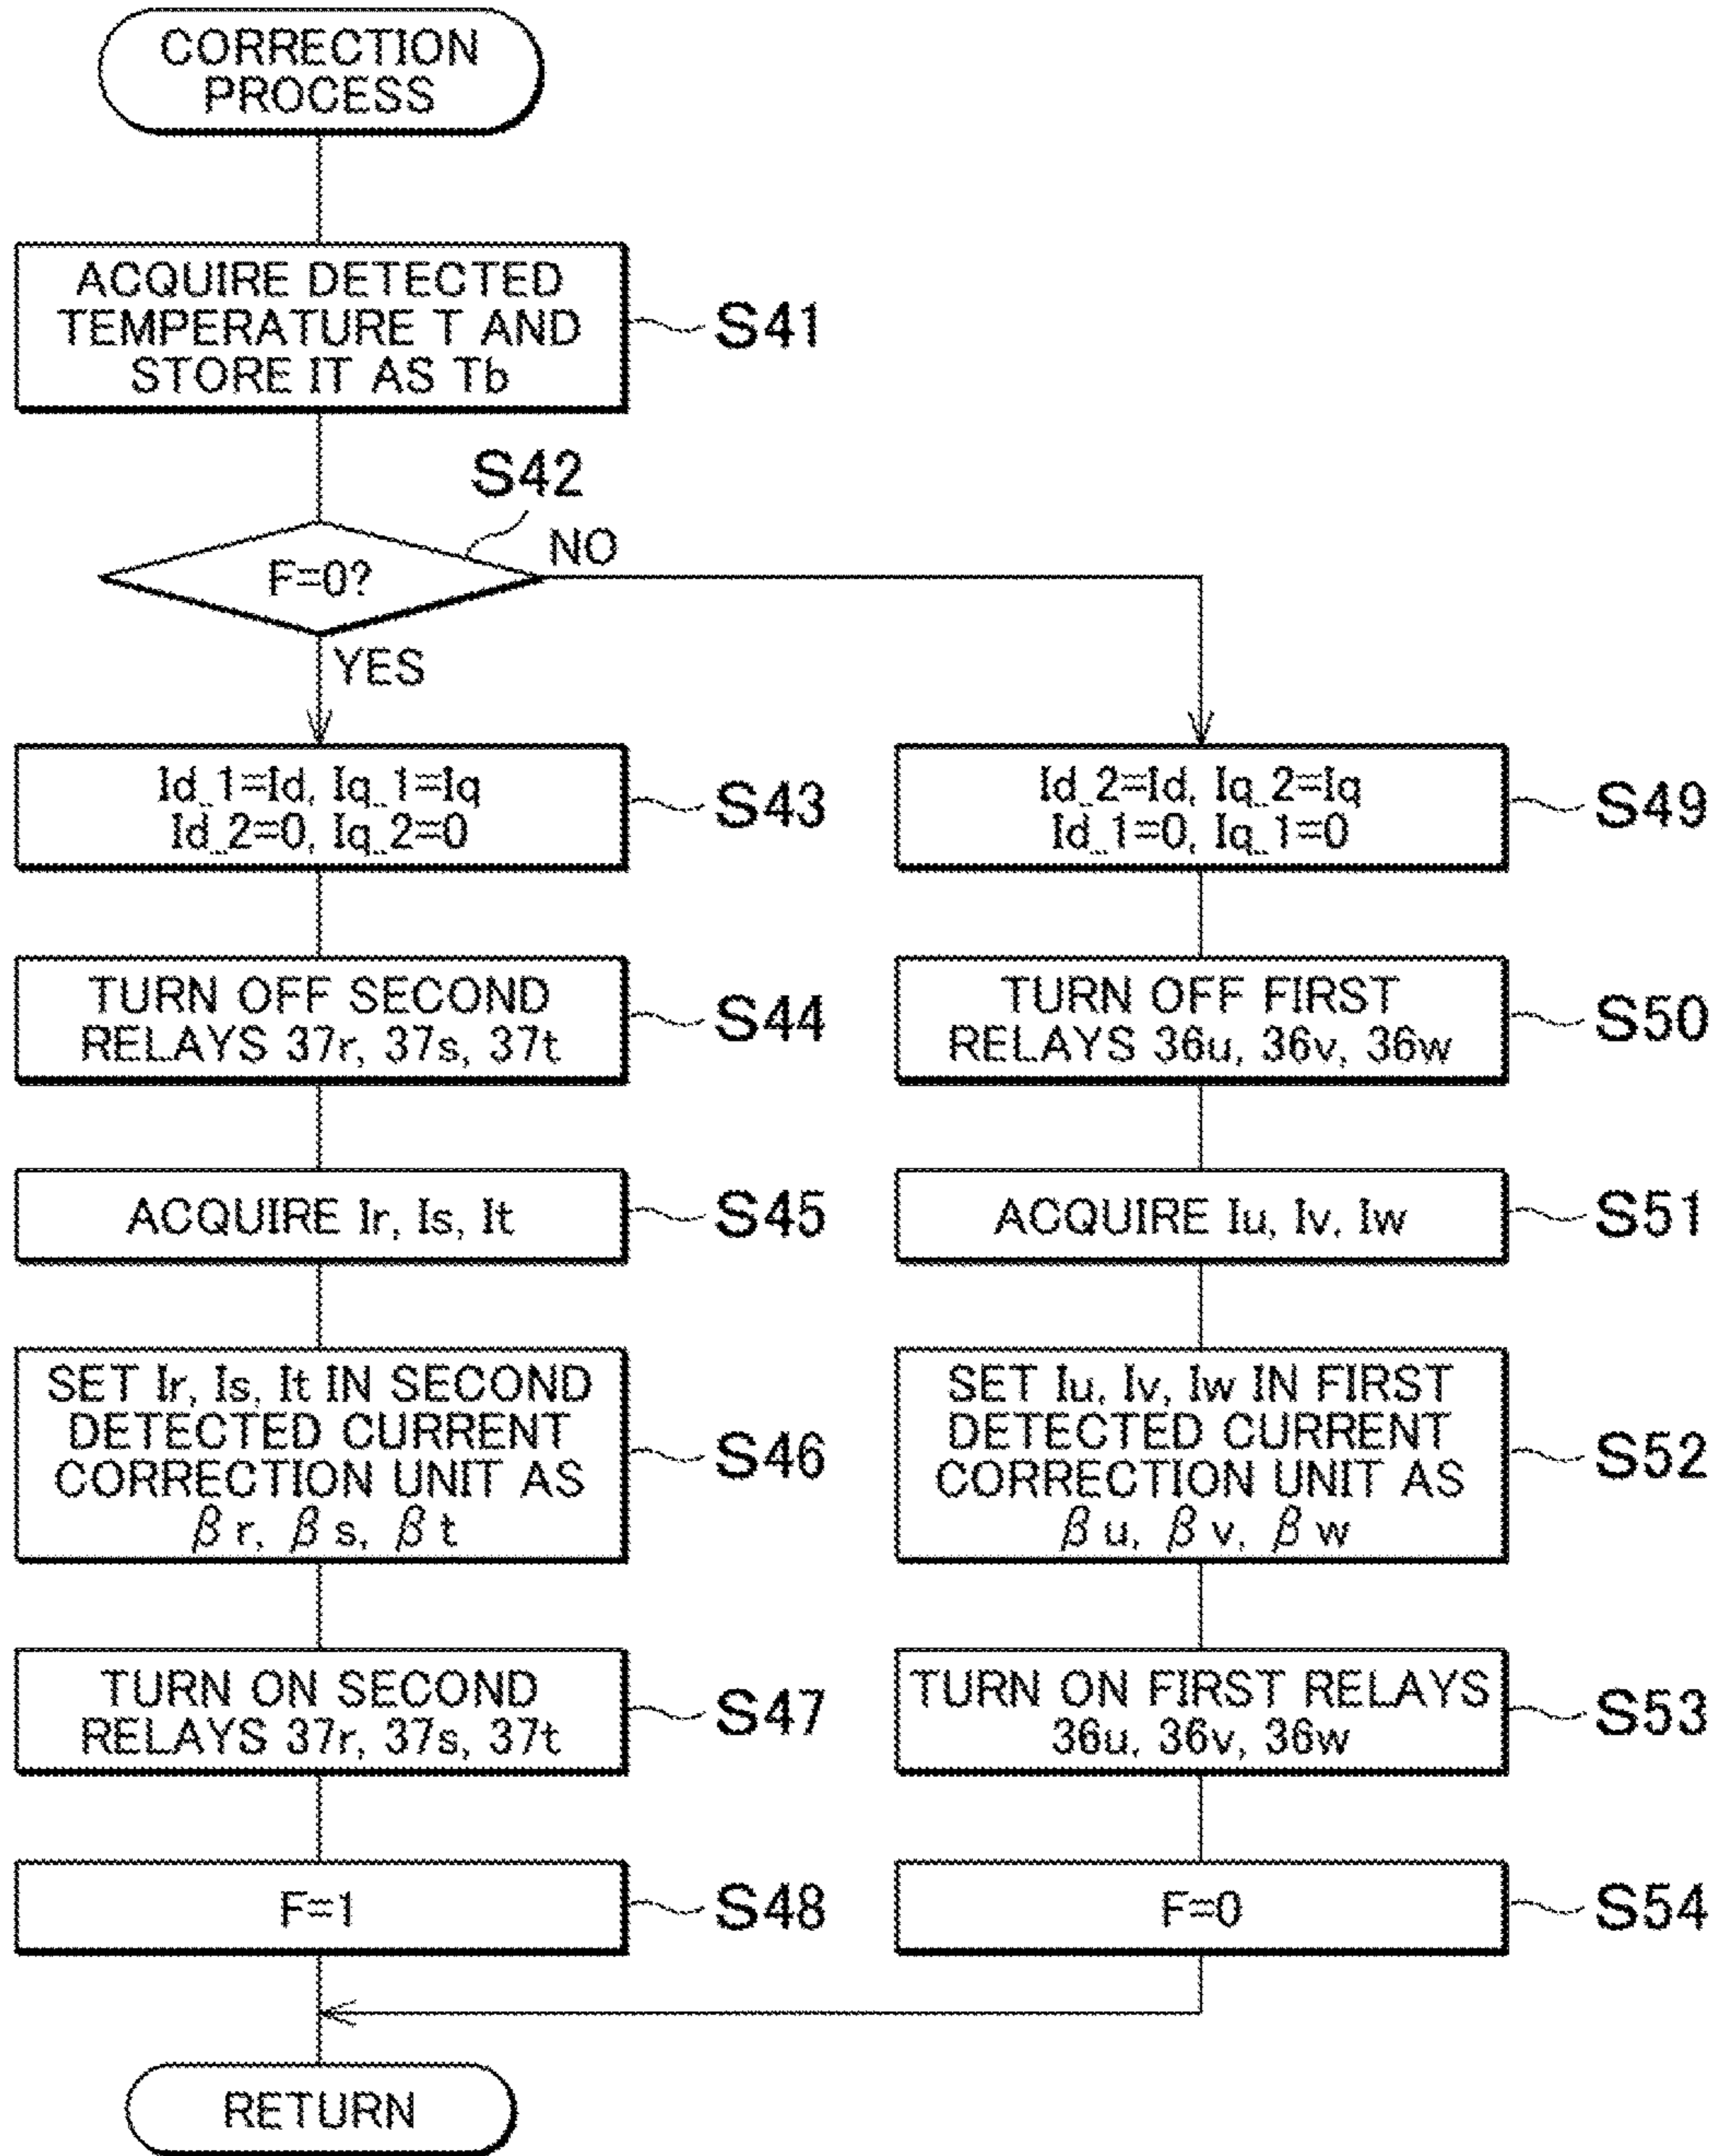 CORRECTION
PROCESS
ACQUIRE DETECTED
TEMPERATURE T AND
STORE IT AS Tb
S41
S42
F=0?
NO
YES
Id_1=Id, Iq_1=Iq
Id_2=0, Iq_2=0
S43
TURN OFF SECOND
RELAYS 37r, 37s, 37t
S44
ACQUIRE Ir, Is, It
S45
SET Ir, Is, It IN SECOND
DETECTED CURRENT
CORRECTION UNIT AS
βr, βs, βt
S46
TURN ON SECOND
RELAYS 37r, 37s, 37t
S47
F=1
S48
Id_2=Id, Iq_2=Iq
Id_1=0, Iq_1=0
S49
TURN OFF FIRST
RELAYS 36u, 36v, 36w
S50
ACQUIRE Iu, Iv, Iw
S51
SET Iu, Iv, Iw IN FIRST
DETECTED CURRENT
CORRECTION UNIT AS
βu, βv, βw
S52
TURN ON FIRST RELAYS
36u, 36v, 36w
S53
F=0
S54
RETURN